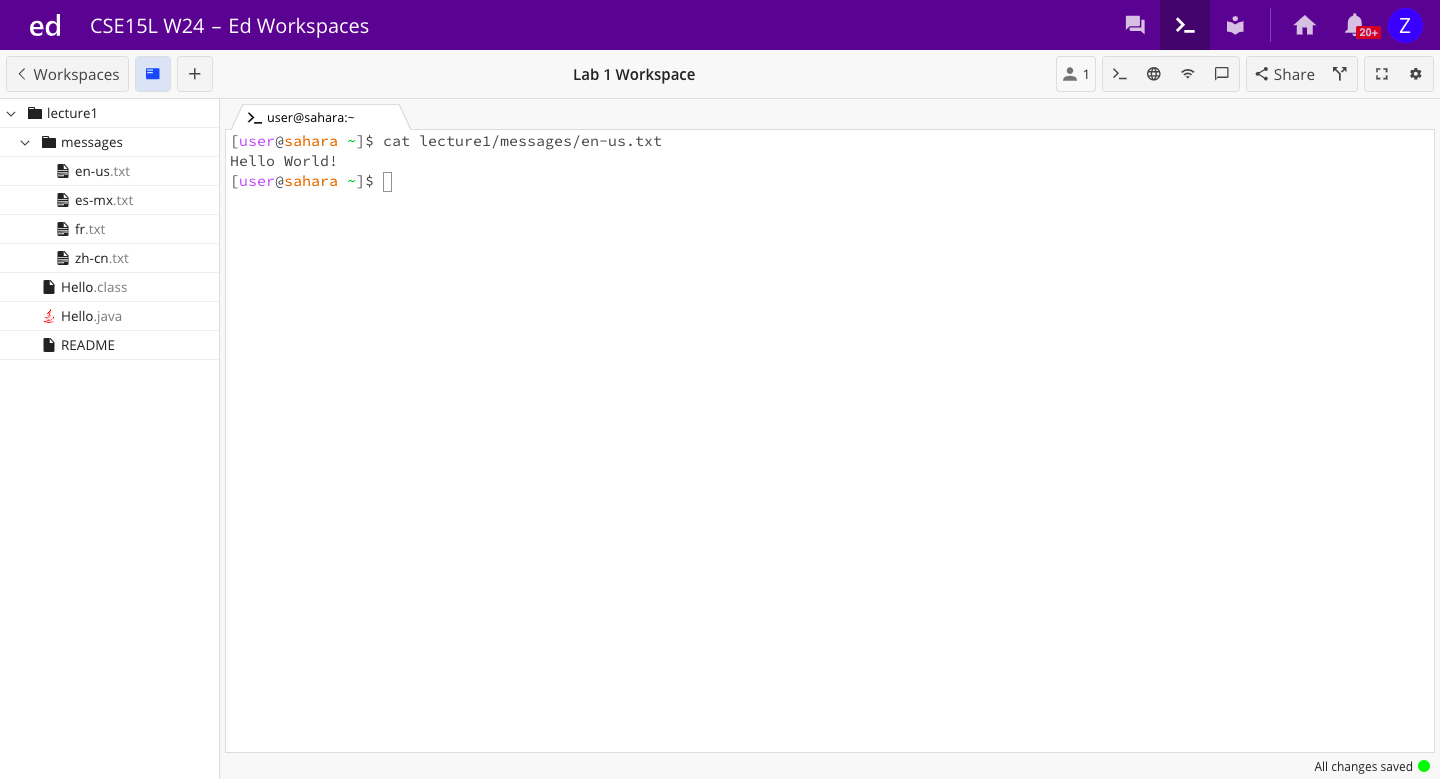 ed CSE15L W24 – Ed Workspaces 20+ Z
Workspaces Lab 1 Workspace 1 Share
lecture1
messages
en-us.txt
es-mx.txt
fr.txt
zh-cn.txt
Hello.class
Hello.java
README
user@sahara:~
[user@sahara ~]$ cat lecture1/messages/en-us.txt
Hello World!
[user@sahara ~]$
All changes saved